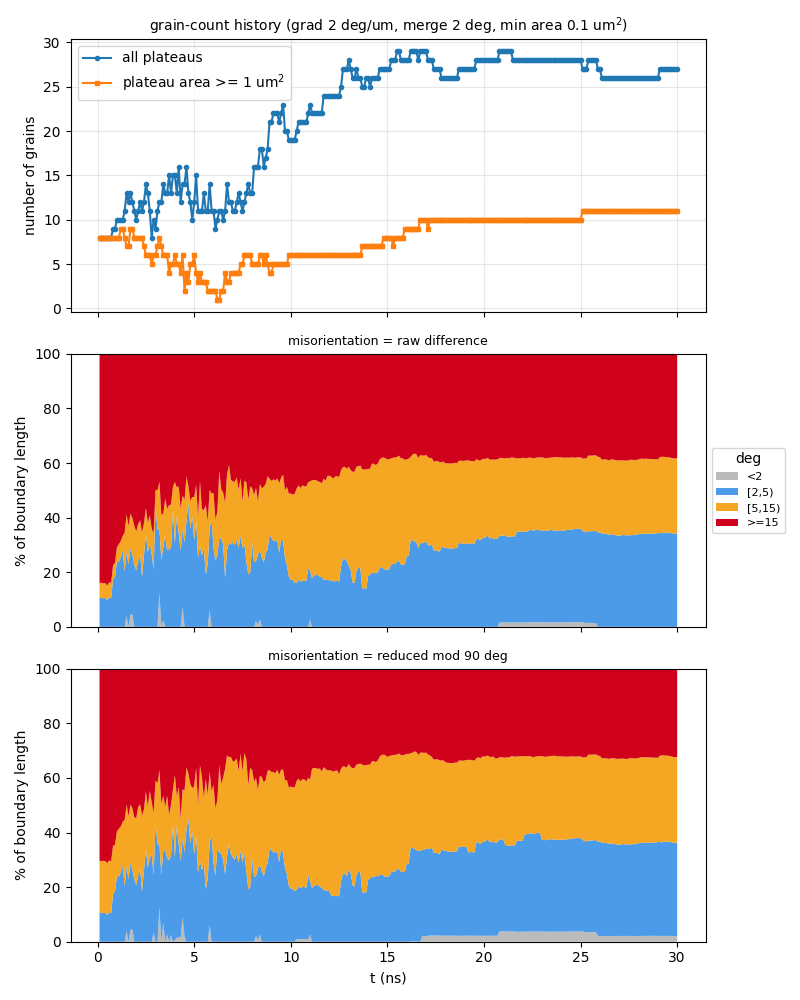 grain-count history (grad 2 deg/um, merge 2 deg, min area 0.1 um²)
30
25
20
15
10
5
0
number of grains
all plateaus
plateau area >= 1 um²
misorientation = raw difference
100
80
60
40
20
0
% of boundary length
deg
<2
[2,5)
[5,15)
>=15
misorientation = reduced mod 90 deg
100
80
60
40
20
0
% of boundary length
0 5 10 15 20 25 30
t (ns)